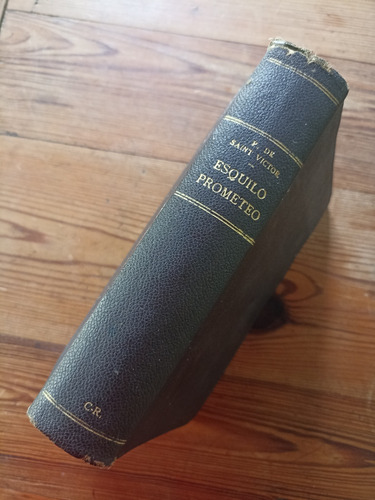 P. DE
SAINT VICTOR
ESQUILO
PROMETEO
C-R.